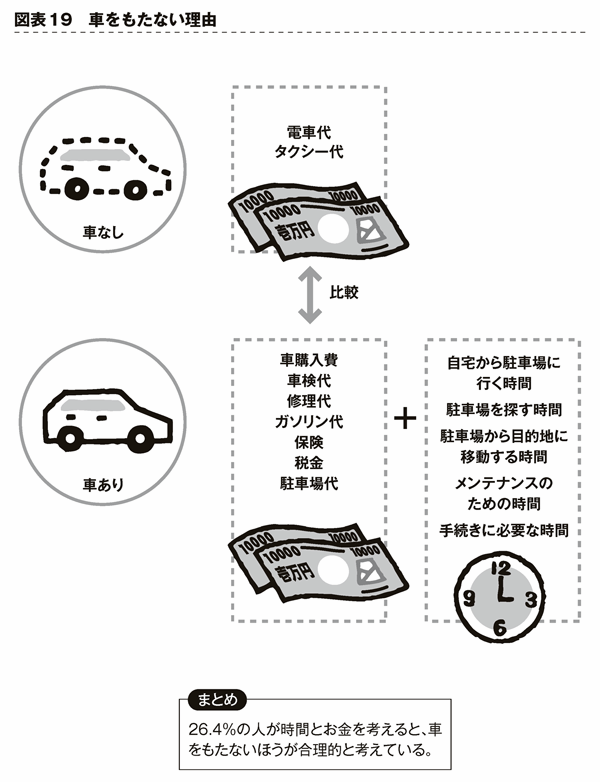 図表19 車をもたない理由
車なし
電車代
タクシー代
10000
10000
10000
10000
壱万円
比較
車あり
車購入費
車検代
修理代
ガソリン代
保険
税金
駐車場代
10000
10000
10000
10000
壱万円
+
自宅から駐車場に
行く時間
駐車場を探す時間
駐車場から目的地に
移動する時間
メンテナンスの
ための時間
手続きに必要な時間
12
9 3
6
まとめ
26.4%の人が時間とお金を考えると、車
をもたないほうが合理的と考えている。